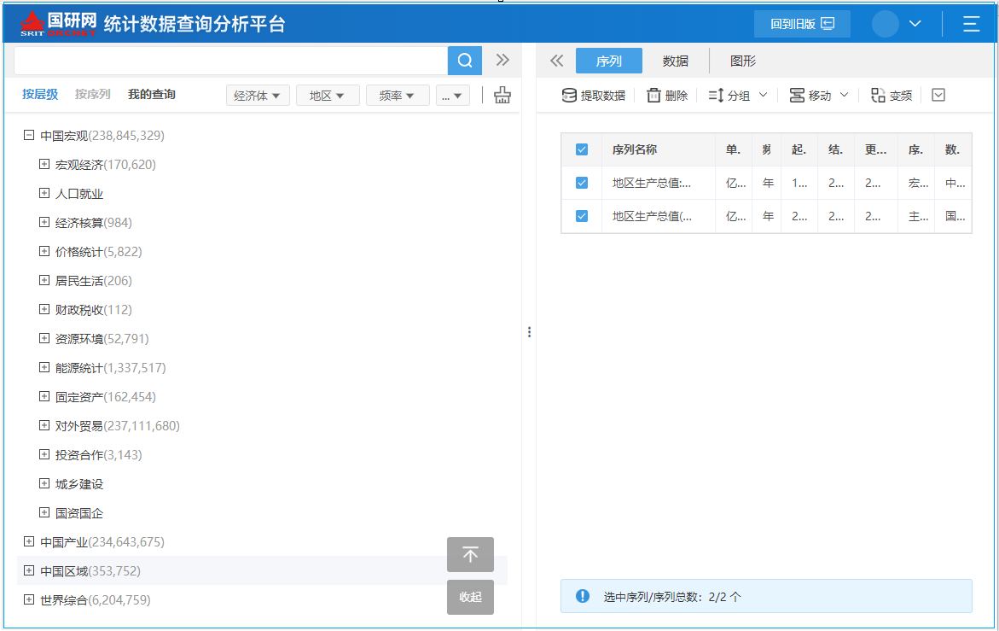 国研网 统计数据查询分析平台
SRIT DRCNET
回到旧版
序列 数据 图形
按层级 按序列 我的查询 经济体 地区 频率 ...
提取数据 删除 分组 移动 变频
中国宏观(238,845,329)
宏观经济(170,620)
人口就业
经济核算(984)
价格统计(5,822)
居民生活(206)
财政税收(112)
资源环境(52,791)
能源统计(1,337,517)
固定资产(162,454)
对外贸易(237,111,680)
投资合作(3,143)
城乡建设
国资国企
中国产业(234,643,675)
中国区域(353,752)
世界综合(6,204,759)
收起
序列名称 单. 起. 结. 更... 序. 数.
地区生产总值:... 亿... 年 1... 2... 2... 宏... 中...
地区生产总值(... 亿... 年 2... 2... 2... 主... 国...
选中序列/序列总数：2/2 个